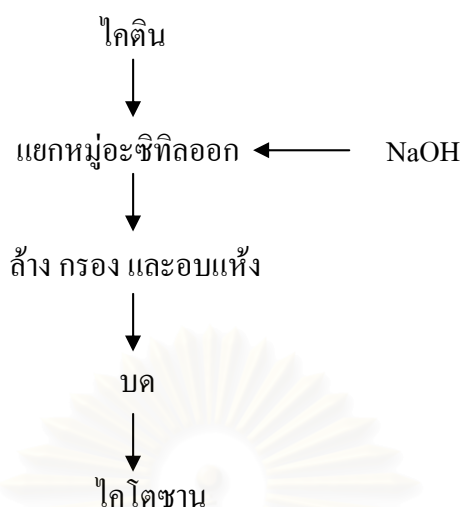 ไคติน
แยกหมู่อะซิทิลออก
NaOH
ล้าง กรอง และอบแห้ง
บด
ไคโตซาน